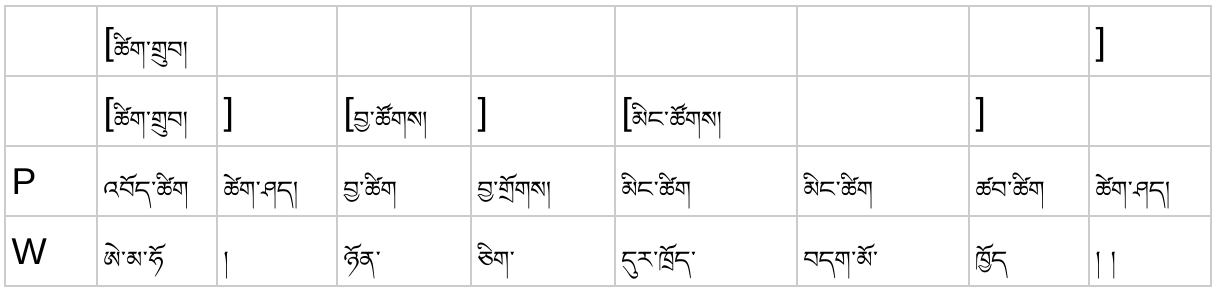 [ཚིག་གྲུབ། ]
[ཚིག་གྲུབ། ] [བྱ་ཚོགས། ] [མིང་ཚོགས། ]
P འབོད་ཚིག ཚེག་ཤད། བྱ་ཚིག བྱ་གྲོགས། མིང་ཚིག མིང་ཚིག ཚབ་ཚིག ཚེག་ཤད།
W ཨེ་མ་ཧོ ། ཉོན་ ཅིག་ དུར་ཁྲོད་ བདག་མོ་ ཁྱོད ། །